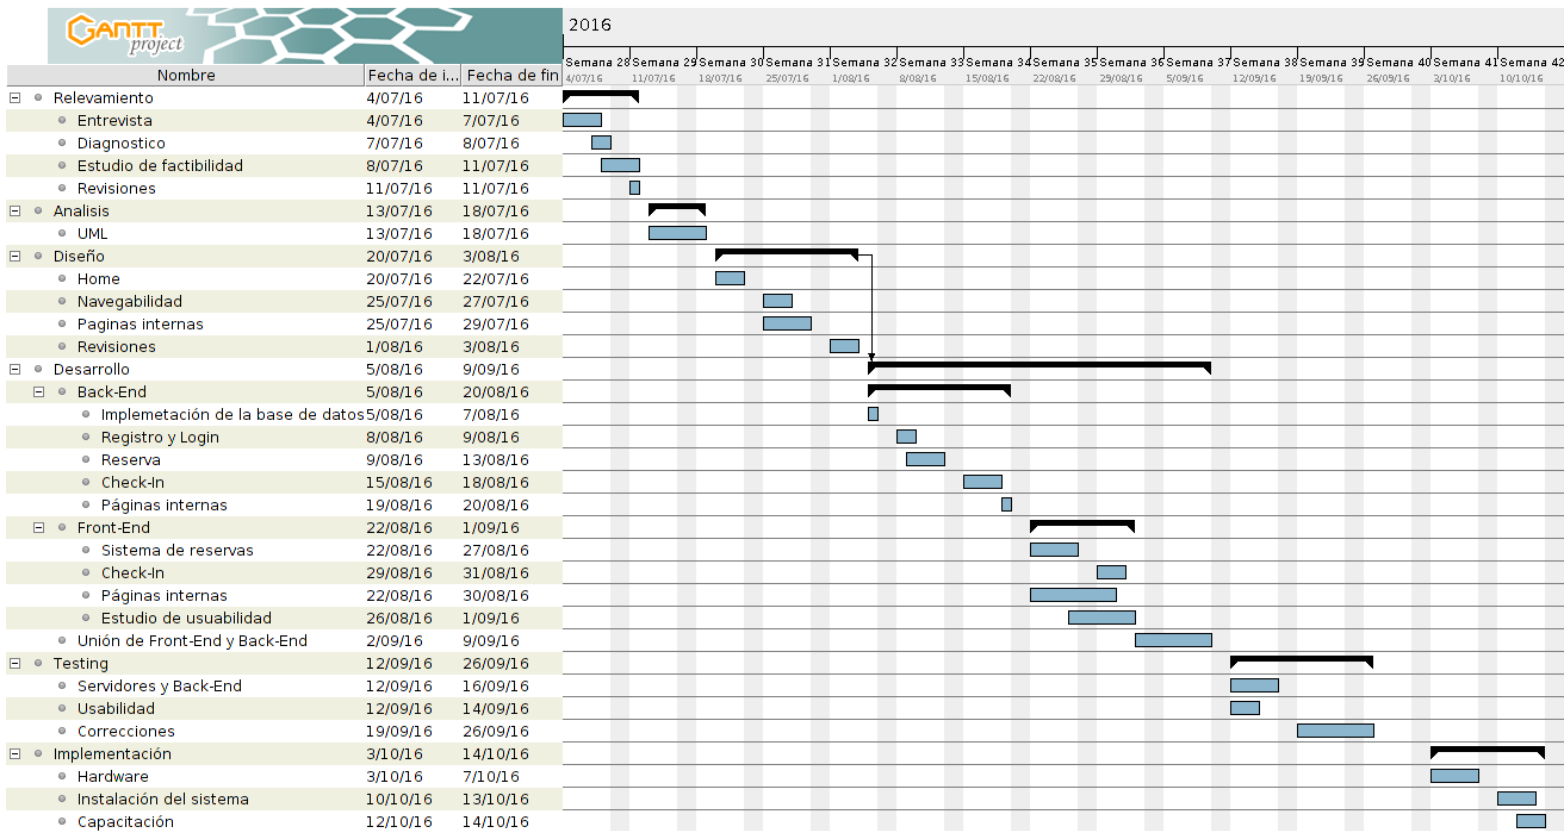 GANTT
project
2016
Semana 28 Semana 29 Semana 30 Semana 31 Semana 32 Semana 33 Semana 34 Semana 35 Semana 36 Semana 37 Semana 38 Semana 39 Semana 40 Semana 41 Semana 42
Nombre Fecha de i... Fecha de fin 4/07/16 11/07/16 18/07/16 25/07/16 1/08/16 8/08/16 15/08/16 22/08/16 29/08/16 5/09/16 12/09/16 19/09/16 26/09/16 3/10/16 10/10/16
Relevamiento 4/07/16 11/07/16
Entrevista 4/07/16 7/07/16
Diagnostico 7/07/16 8/07/16
Estudio de factibilidad 8/07/16 11/07/16
Revisiones 11/07/16 11/07/16
Analisis 13/07/16 18/07/16
UML 13/07/16 18/07/16
Diseño 20/07/16 3/08/16
Home 20/07/16 22/07/16
Navegabilidad 25/07/16 27/07/16
Paginas internas 25/07/16 29/07/16
Revisiones 1/08/16 3/08/16
Desarrollo 5/08/16 9/09/16
Back-End 5/08/16 20/08/16
Implemetación de la base de datos 5/08/16 7/08/16
Registro y Login 8/08/16 9/08/16
Reserva 9/08/16 13/08/16
Check-In 15/08/16 18/08/16
Páginas internas 19/08/16 20/08/16
Front-End 22/08/16 1/09/16
Sistema de reservas 22/08/16 27/08/16
Check-In 29/08/16 31/08/16
Páginas internas 22/08/16 30/08/16
Estudio de usuabilidad 26/08/16 1/09/16
Unión de Front-End y Back-End 2/09/16 9/09/16
Testing 12/09/16 26/09/16
Servidores y Back-End 12/09/16 16/09/16
Usabilidad 12/09/16 14/09/16
Correcciones 19/09/16 26/09/16
Implementación 3/10/16 14/10/16
Hardware 3/10/16 7/10/16
Instalación del sistema 10/10/16 13/10/16
Capacitación 12/10/16 14/10/16